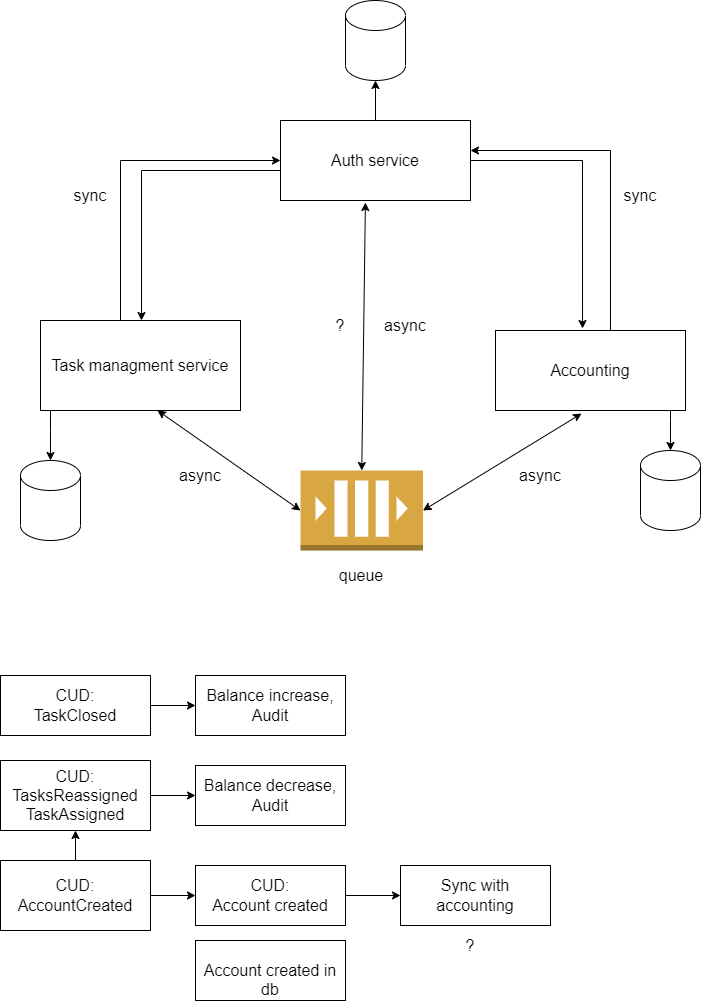 Auth service
sync
sync
?
async
Task managment service
Accounting
async
async
queue
CUD:
TaskClosed
Balance increase,
Audit
CUD:
TasksReassigned
TaskAssigned
Balance decrease,
Audit
CUD:
AccountCreated
CUD:
Account created
Sync with
accounting
?
Account created in
db